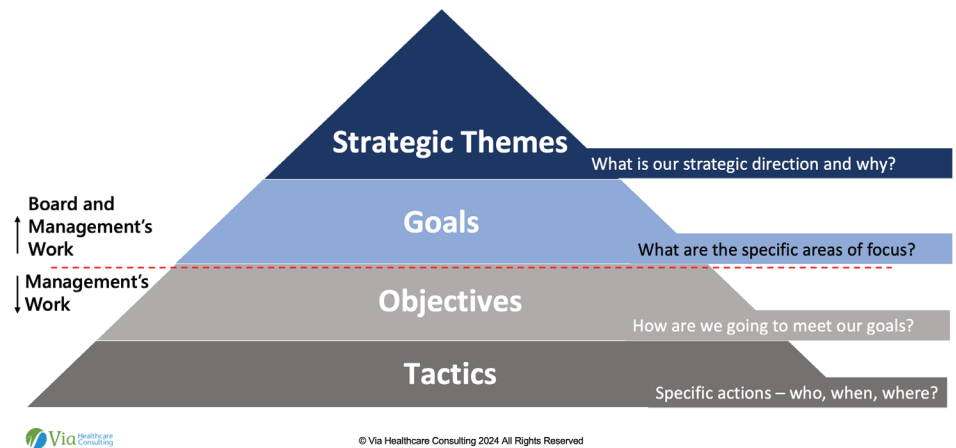 Strategic Themes
What is our strategic direction and why?
Board and
Management's
Work
Goals
What are the specific areas of focus?
Management's
Work
Objectives
How are we going to meet our goals?
Tactics
Specific actions – who, when, where?
Via Healthcare
Consulting
© Via Healthcare Consulting 2024 All Rights Reserved